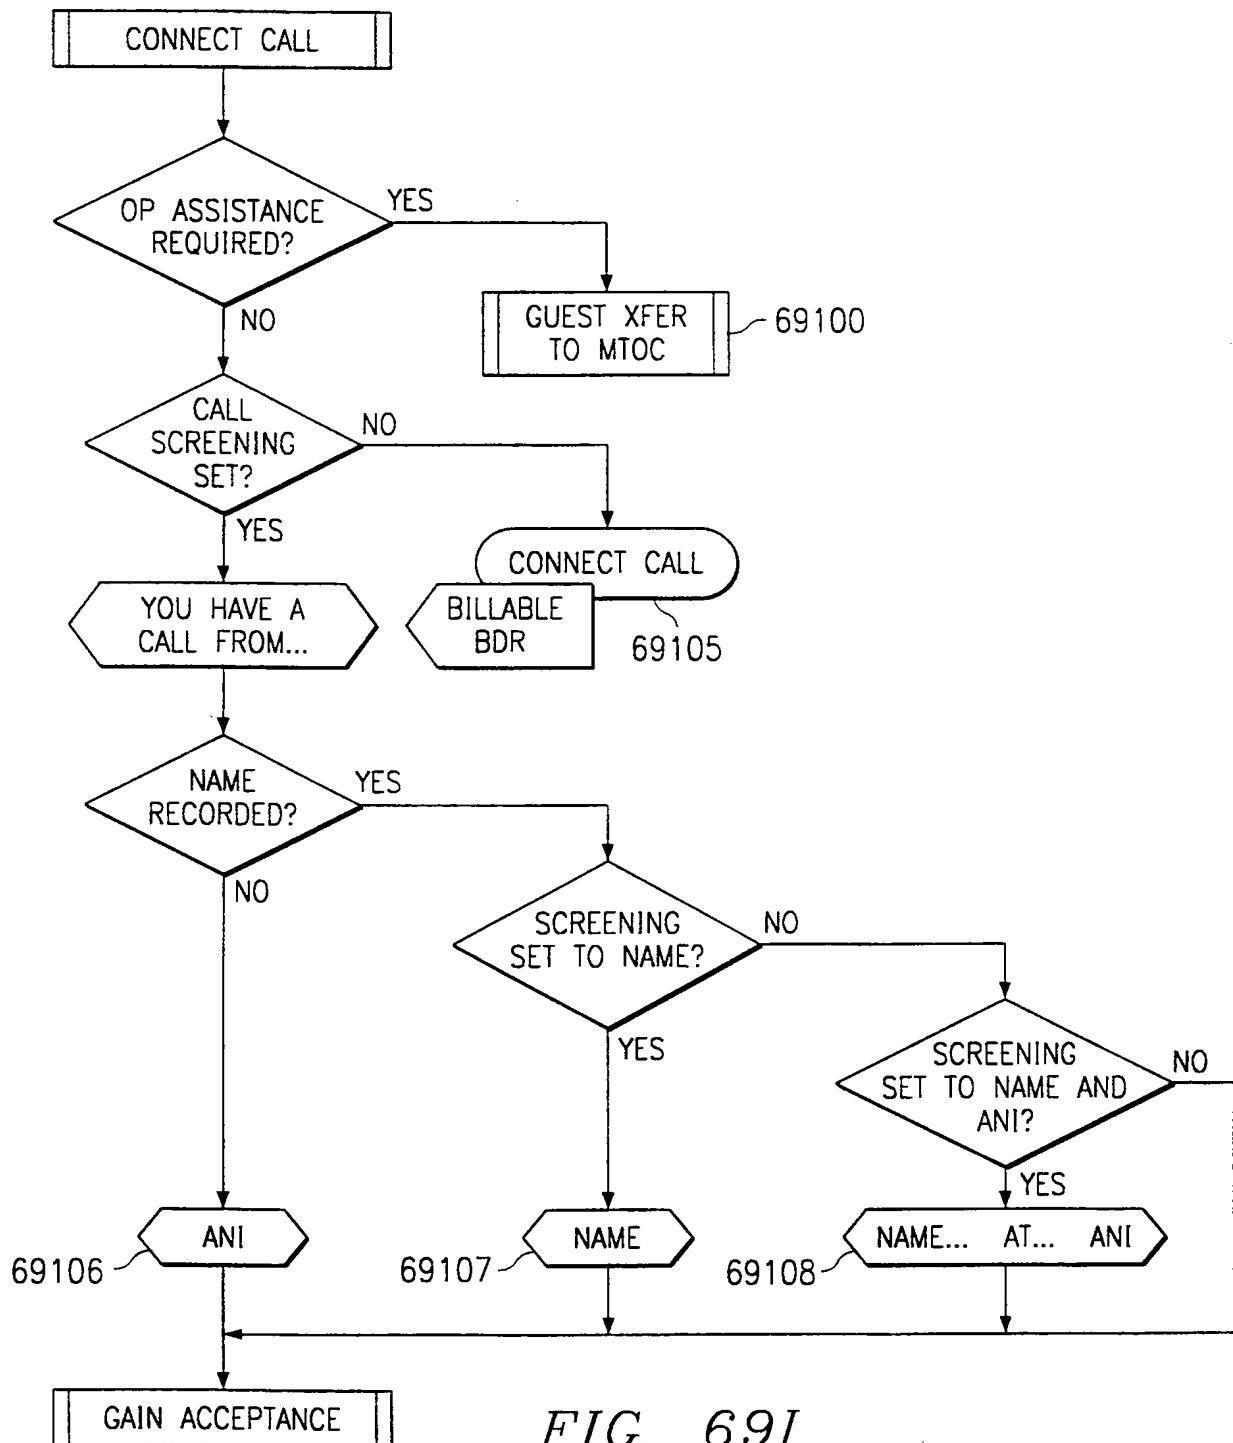 CONNECT CALL
OP ASSISTANCE
REQUIRED?
YES
NO
GUEST XFER
TO MTOC
69100
CALL
SCREENING
SET?
NO
YES
CONNECT CALL
BILLABLE
BDR
69105
YOU HAVE A
CALL FROM...
NAME
RECORDED?
YES
NO
SCREENING
SET TO NAME?
NO
YES
SCREENING
SET TO NAME AND
ANI?
NO
YES
ANI
69106
NAME
69107
NAME... AT... ANI
69108
GAIN ACCEPTANCE
FIG 69I